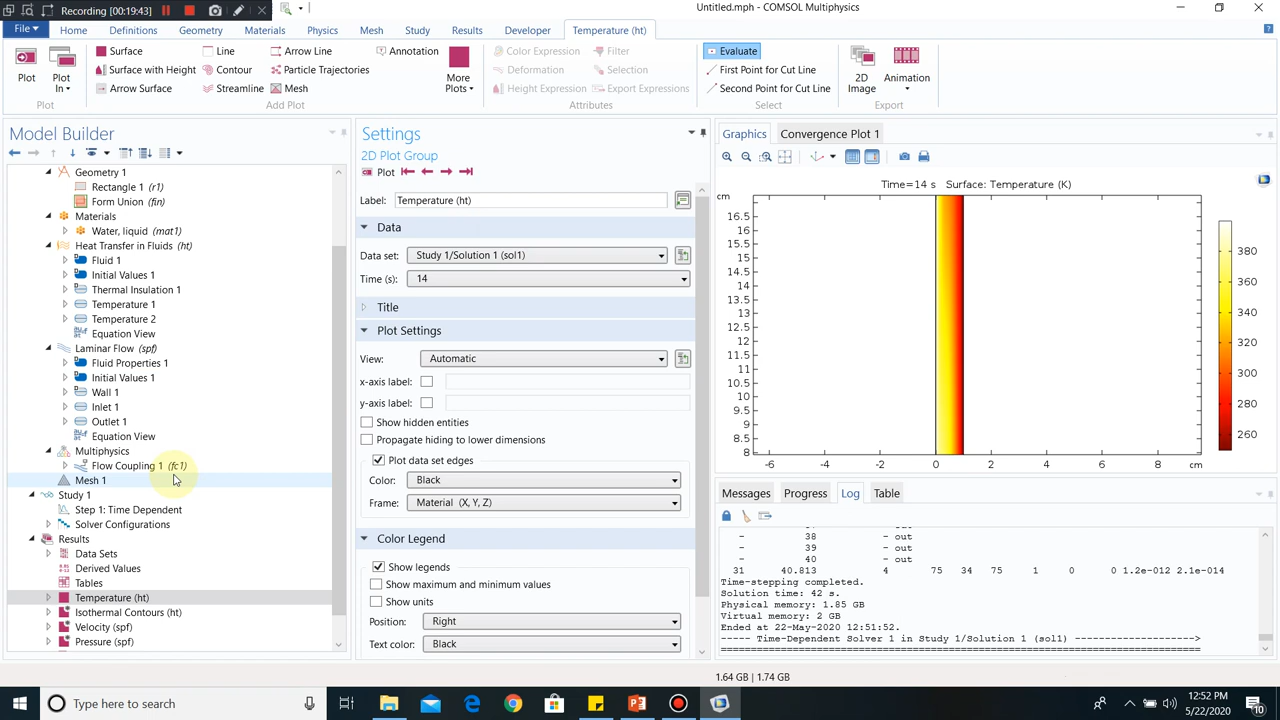 Recording [00:19:43]
Untitled.mph - COMSOL Multiphysics
File
Home
Definitions
Geometry
Materials
Physics
Mesh
Study
Results
Developer
Temperature (ht)
Plot
Plot In
Surface
Surface with Height
Arrow Surface
Line
Contour
Streamline
Arrow Line
Particle Trajectories
Mesh
Annotation
More Plots
Color Expression
Deformation
Height Expression
Filter
Selection
Export Expressions
Evaluate
First Point for Cut Line
Second Point for Cut Line
2D Image
Animation
Plot
Add Plot
Attributes
Select
Export
Model Builder
Geometry 1
Rectangle 1 (r1)
Form Union (fin)
Materials
Water, liquid (mat1)
Heat Transfer in Fluids (ht)
Fluid 1
Initial Values 1
Thermal Insulation 1
Temperature 1
Temperature 2
Equation View
Laminar Flow (spf)
Fluid Properties 1
Initial Values 1
Wall 1
Inlet 1
Outlet 1
Equation View
Multiphysics
Flow Coupling 1 (fc1)
Mesh 1
Study 1
Step 1: Time Dependent
Solver Configurations
Results
Data Sets
Derived Values
Tables
Temperature (ht)
Isothermal Contours (ht)
Velocity (spf)
Pressure (spf)
Settings
2D Plot Group
Plot
Label: Temperature (ht)
Data
Data set: Study 1/Solution 1 (sol1)
Time (s): 14
Title
Plot Settings
View: Automatic
x-axis label:
y-axis label:
Show hidden entities
Propagate hiding to lower dimensions
Plot data set edges
Color: Black
Frame: Material (X, Y, Z)
Color Legend
Show legends
Show maximum and minimum values
Show units
Position: Right
Text color: Black
Graphics
Convergence Plot 1
Time=14 s Surface: Temperature (K)
cm
16.5
16
15.5
15
14.5
14
13.5
13
12.5
12
11.5
11
10.5
10
9.5
9
8.5
-6 -4 -2 0 2 4 6 8 cm
380
360
340
320
300
280
260
Messages
Progress
Log
Table
- 38 - out
- 39 - out
- 40 - out
31 40.813 4 75 34 75 1 0 0 1.2e-012 2.1e-014
Time-stepping completed.
Solution time: 42 s.
Physical memory: 1.85 GB
Virtual memory: 2 GB
Ended at 22-May-2020 12:51:52.
----- Time-Dependent Solver 1 in Study 1/Solution 1 (sol1) -------------------->
1.64 GB | 1.74 GB
Type here to search
12:52 PM
5/22/2020
10